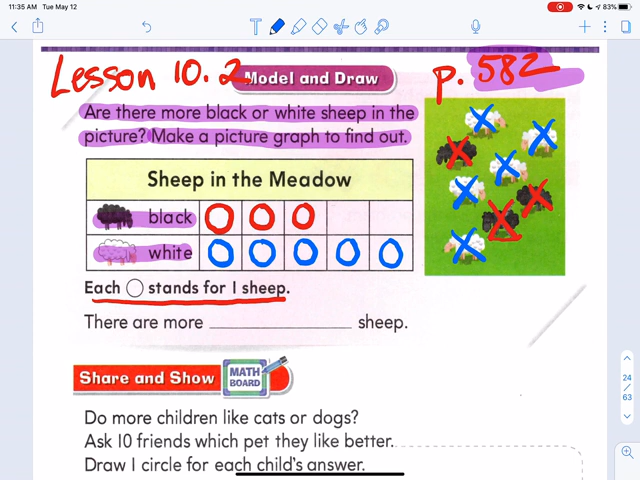 11:35 AM Tue May 12
83%
Lesson 10.2 Model and Draw p. 582
Are there more black or white sheep in the
picture? Make a picture graph to find out.
Sheep in the Meadow
black
white
Each ○ stands for 1 sheep.
There are more ____________ sheep.
24
/
63
Share and Show MATH BOARD
Do more children like cats or dogs?
Ask 10 friends which pet they like better.
Draw 1 circle for each child's answer.